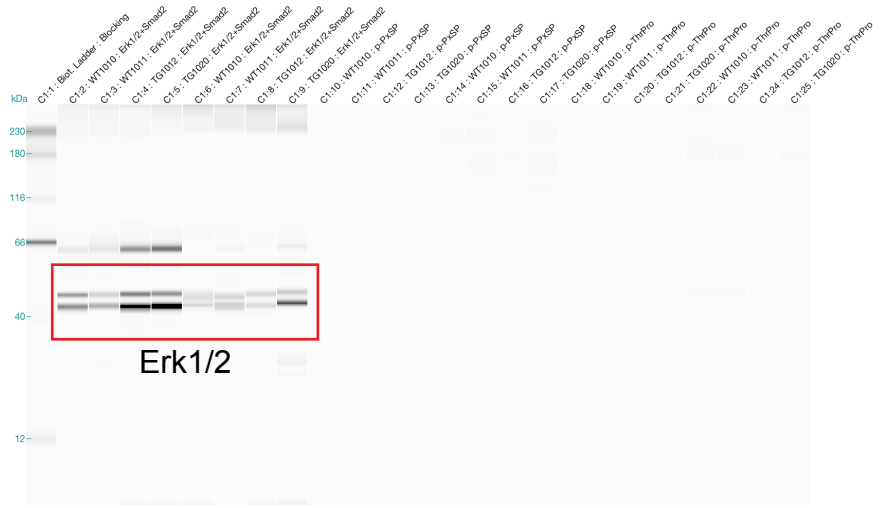 C1:1 : Biot. Ladder : Blocking
C1:2 : WT1010 : Erk1/2+Smad2
C1:3 : WT1011 : Erk1/2+Smad2
C1:4 : TG1012 : Erk1/2+Smad2
C1:5 : TG1020 : Erk1/2+Smad2
C1:6 : WT1010 : Erk1/2+Smad2
C1:7 : WT1011 : Erk1/2+Smad2
C1:8 : TG1012 : Erk1/2+Smad2
C1:9 : TG1020 : Erk1/2+Smad2
C1:10 : WT1010 : p-PxSP
C1:11 : WT1011 : p-PxSP
C1:12 : TG1012 : p-PxSP
C1:13 : TG1020 : p-PxSP
C1:14 : WT1010 : p-PxSP
C1:15 : WT1011 : p-PxSP
C1:16 : TG1012 : p-PxSP
C1:17 : TG1020 : p-PxSP
C1:18 : WT1010 : p-ThrPro
C1:19 : WT1011 : p-ThrPro
C1:20 : TG1012 : p-ThrPro
C1:21 : TG1020 : p-ThrPro
C1:22 : WT1010 : p-ThrPro
C1:23 : WT1011 : p-ThrPro
C1:24 : TG1012 : p-ThrPro
C1:25 : TG1020 : p-ThrPro
kDa
230
180
116
66
40
Erk1/2
12